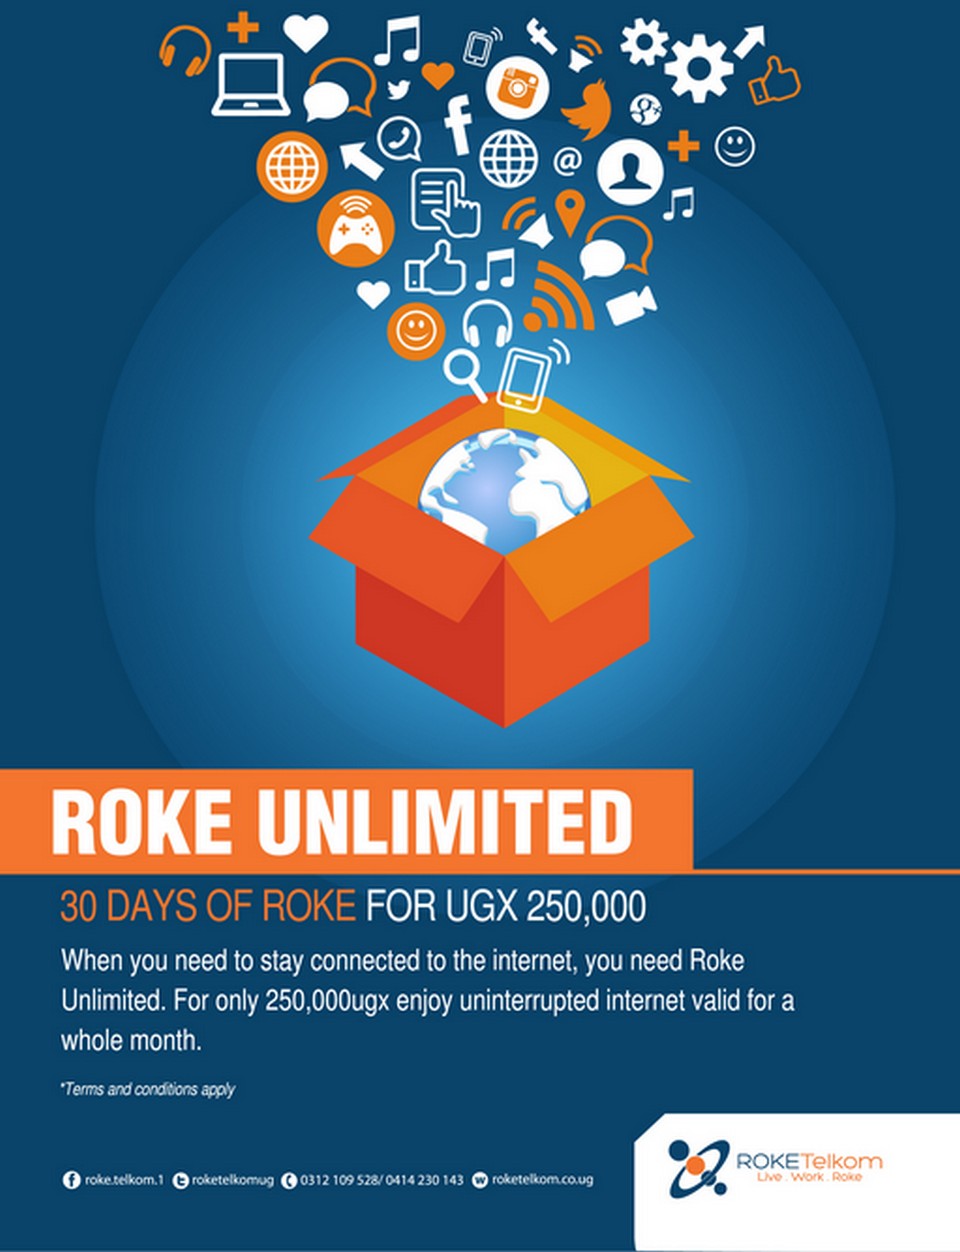 ROKE UNLIMITED
30 DAYS OF ROKE FOR UGX 250,000
When you need to stay connected to the internet, you need Roke
Unlimited. For only 250,000ugx enjoy uninterrupted internet valid for a
whole month.
*Terms and conditions apply
roke.telkom.1 roketelkomug 0312 109 528/ 0414 230 143 roketelkom.co.ug
ROKETelkom
Live . Work . Roke